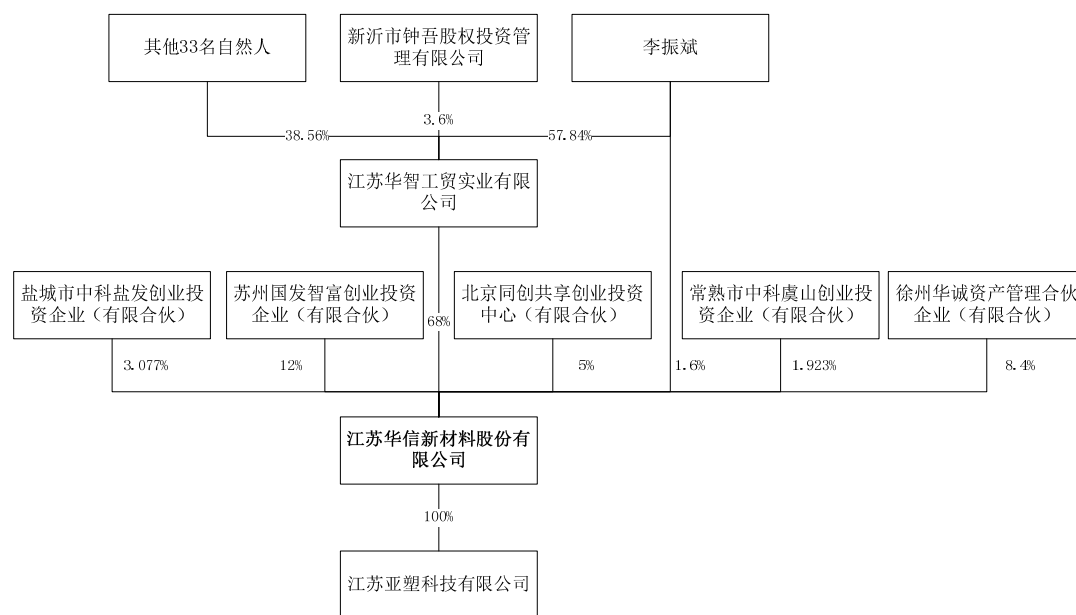 其他33名自然人
新沂市钟吾股权投资管
理有限公司
李振斌
38.56%
3.6%
57.84%
江苏华智工贸实业有限
公司
盐城市中科盐发创业投
资企业（有限合伙）
苏州国发智富创业投资
企业（有限合伙）
北京同创共享创业投资
中心（有限合伙）
常熟市中科虞山创业投
资企业（有限合伙）
徐州华诚资产管理合伙
企业（有限合伙）
68%
3.077%
12%
5%
1.6%
1.923%
8.4%
江苏华信新材料股份有
限公司
100%
江苏亚塑科技有限公司